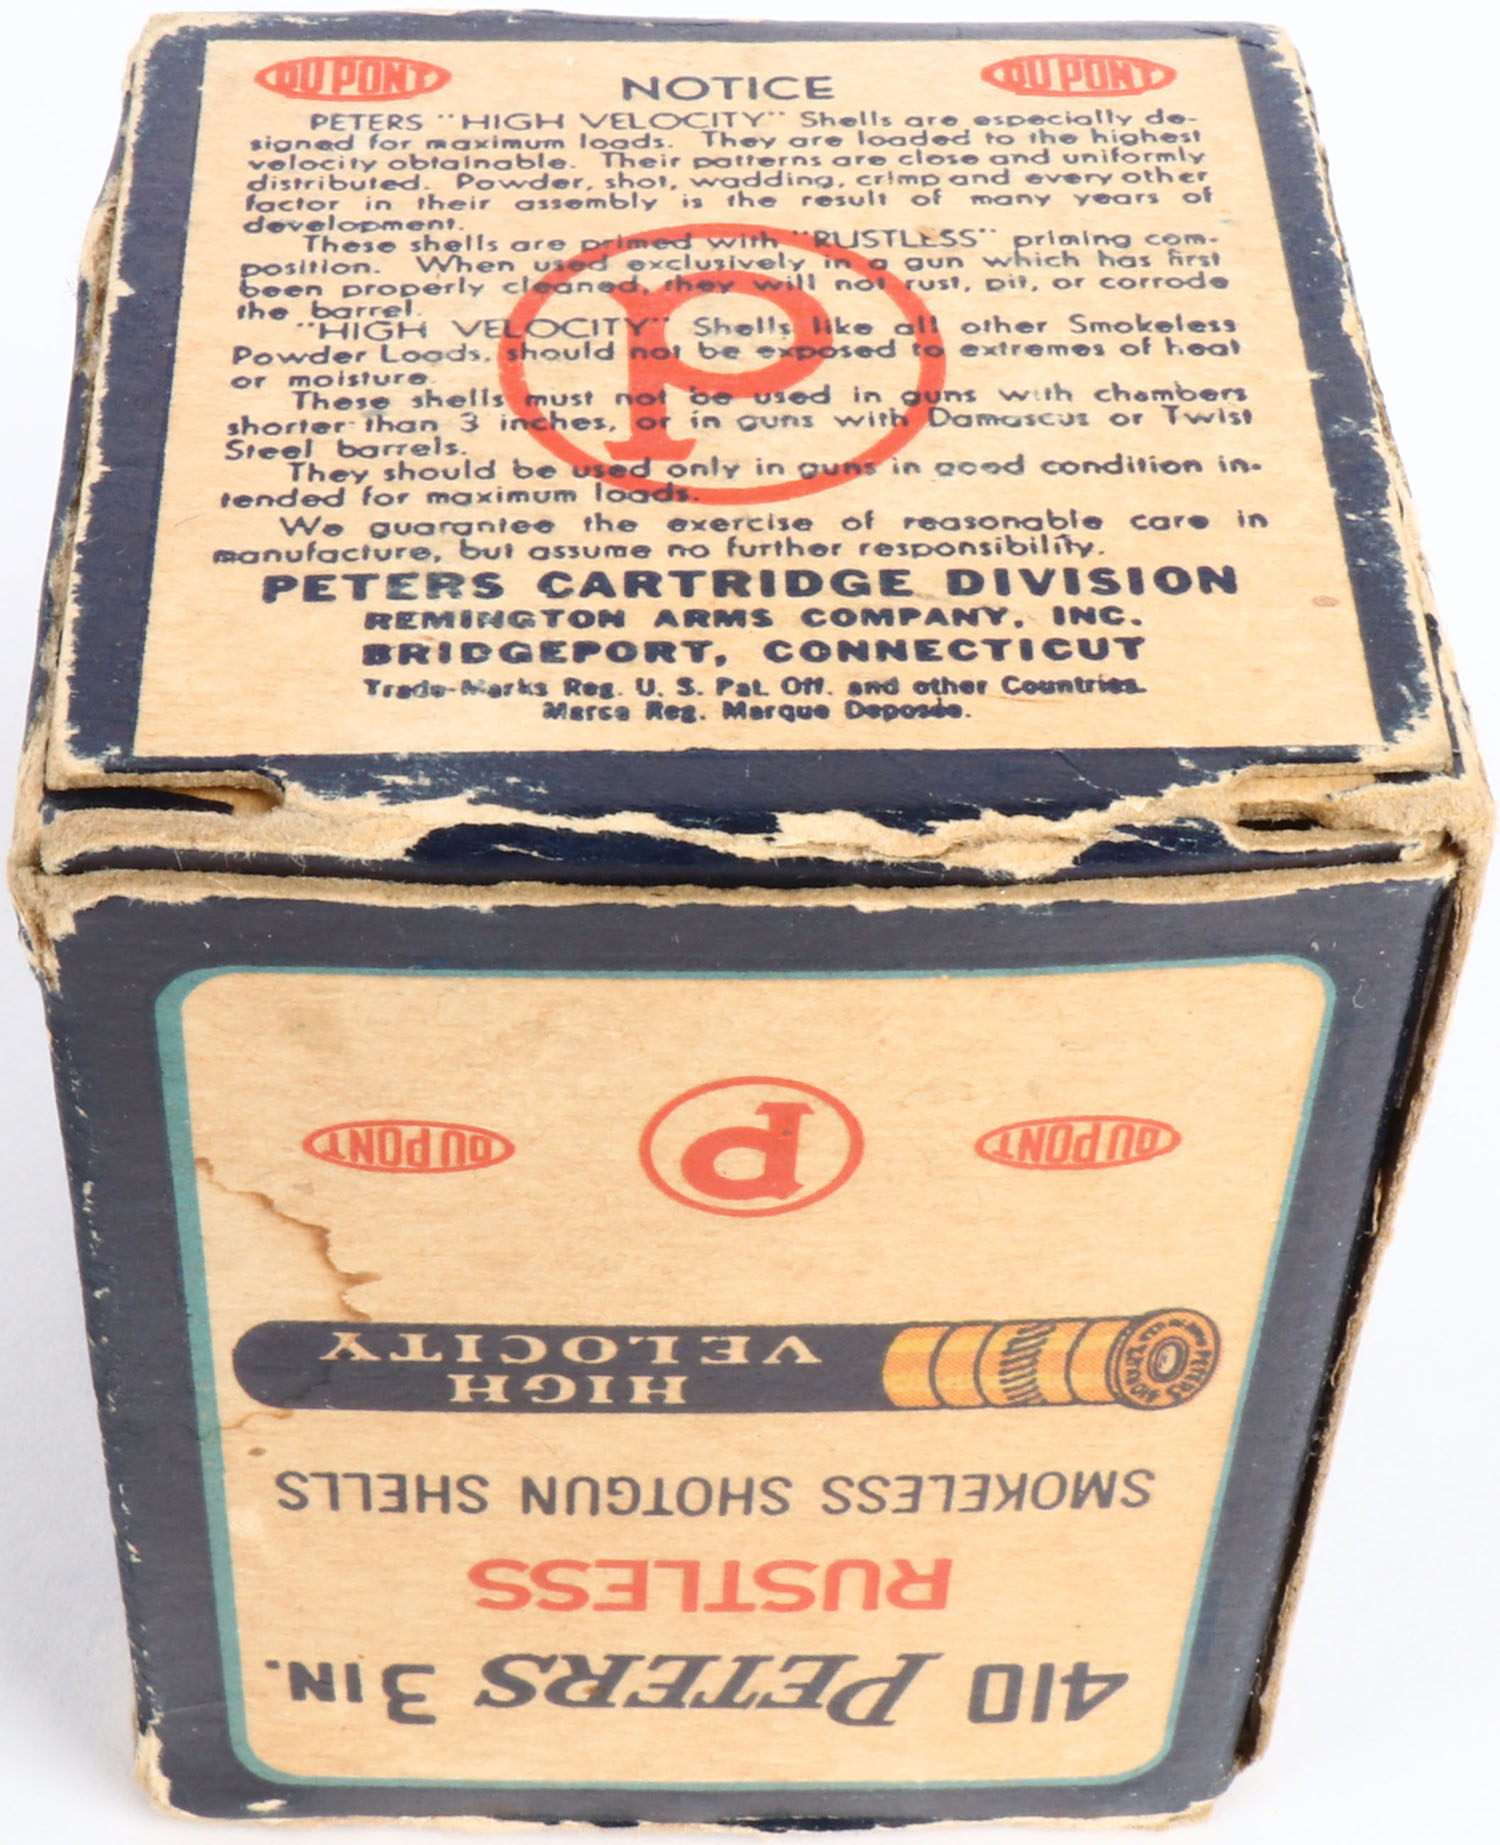 DU PONT NOTICE DU PONT
PETERS "HIGH VELOCITY" Shells are especially de-
signed for maximum loads. They are loaded to the highest
velocity obtainable. Their patterns are close and uniformly
distributed. Powder, shot, wadding, crimp and every other
factor in their assembly is the result of many years of
development.
These shells are primed with "RUSTLESS" priming com-
position. When used exclusively in a gun which has first
been properly cleaned, they will not rust, pit, or corrode
the barrel.
"HIGH VELOCITY" Shells like all other Smokeless
Powder Loads, should not be exposed to extremes of heat
or moisture.
These shells must not be used in guns with chambers
shorter than 3 inches, or in guns with Damascus or Twist
Steel barrels.
They should be used only in guns in good condition in-
tended for maximum loads.
We guarantee the exercise of reasonable care in
manufacture, but assume no further responsibility.
P
PETERS CARTRIDGE DIVISION
REMINGTON ARMS COMPANY, INC.
BRIDGEPORT, CONNECTICUT
Trade-Marks Reg. U. S. Pat. Off. and other Countries.
Marca Reg. Marque Deposée.
410 PETERS 3 IN.
RUSTLESS
SMOKELESS SHOTGUN SHELLS
HIGH
VELOCITY
DU PONT P DU PONT